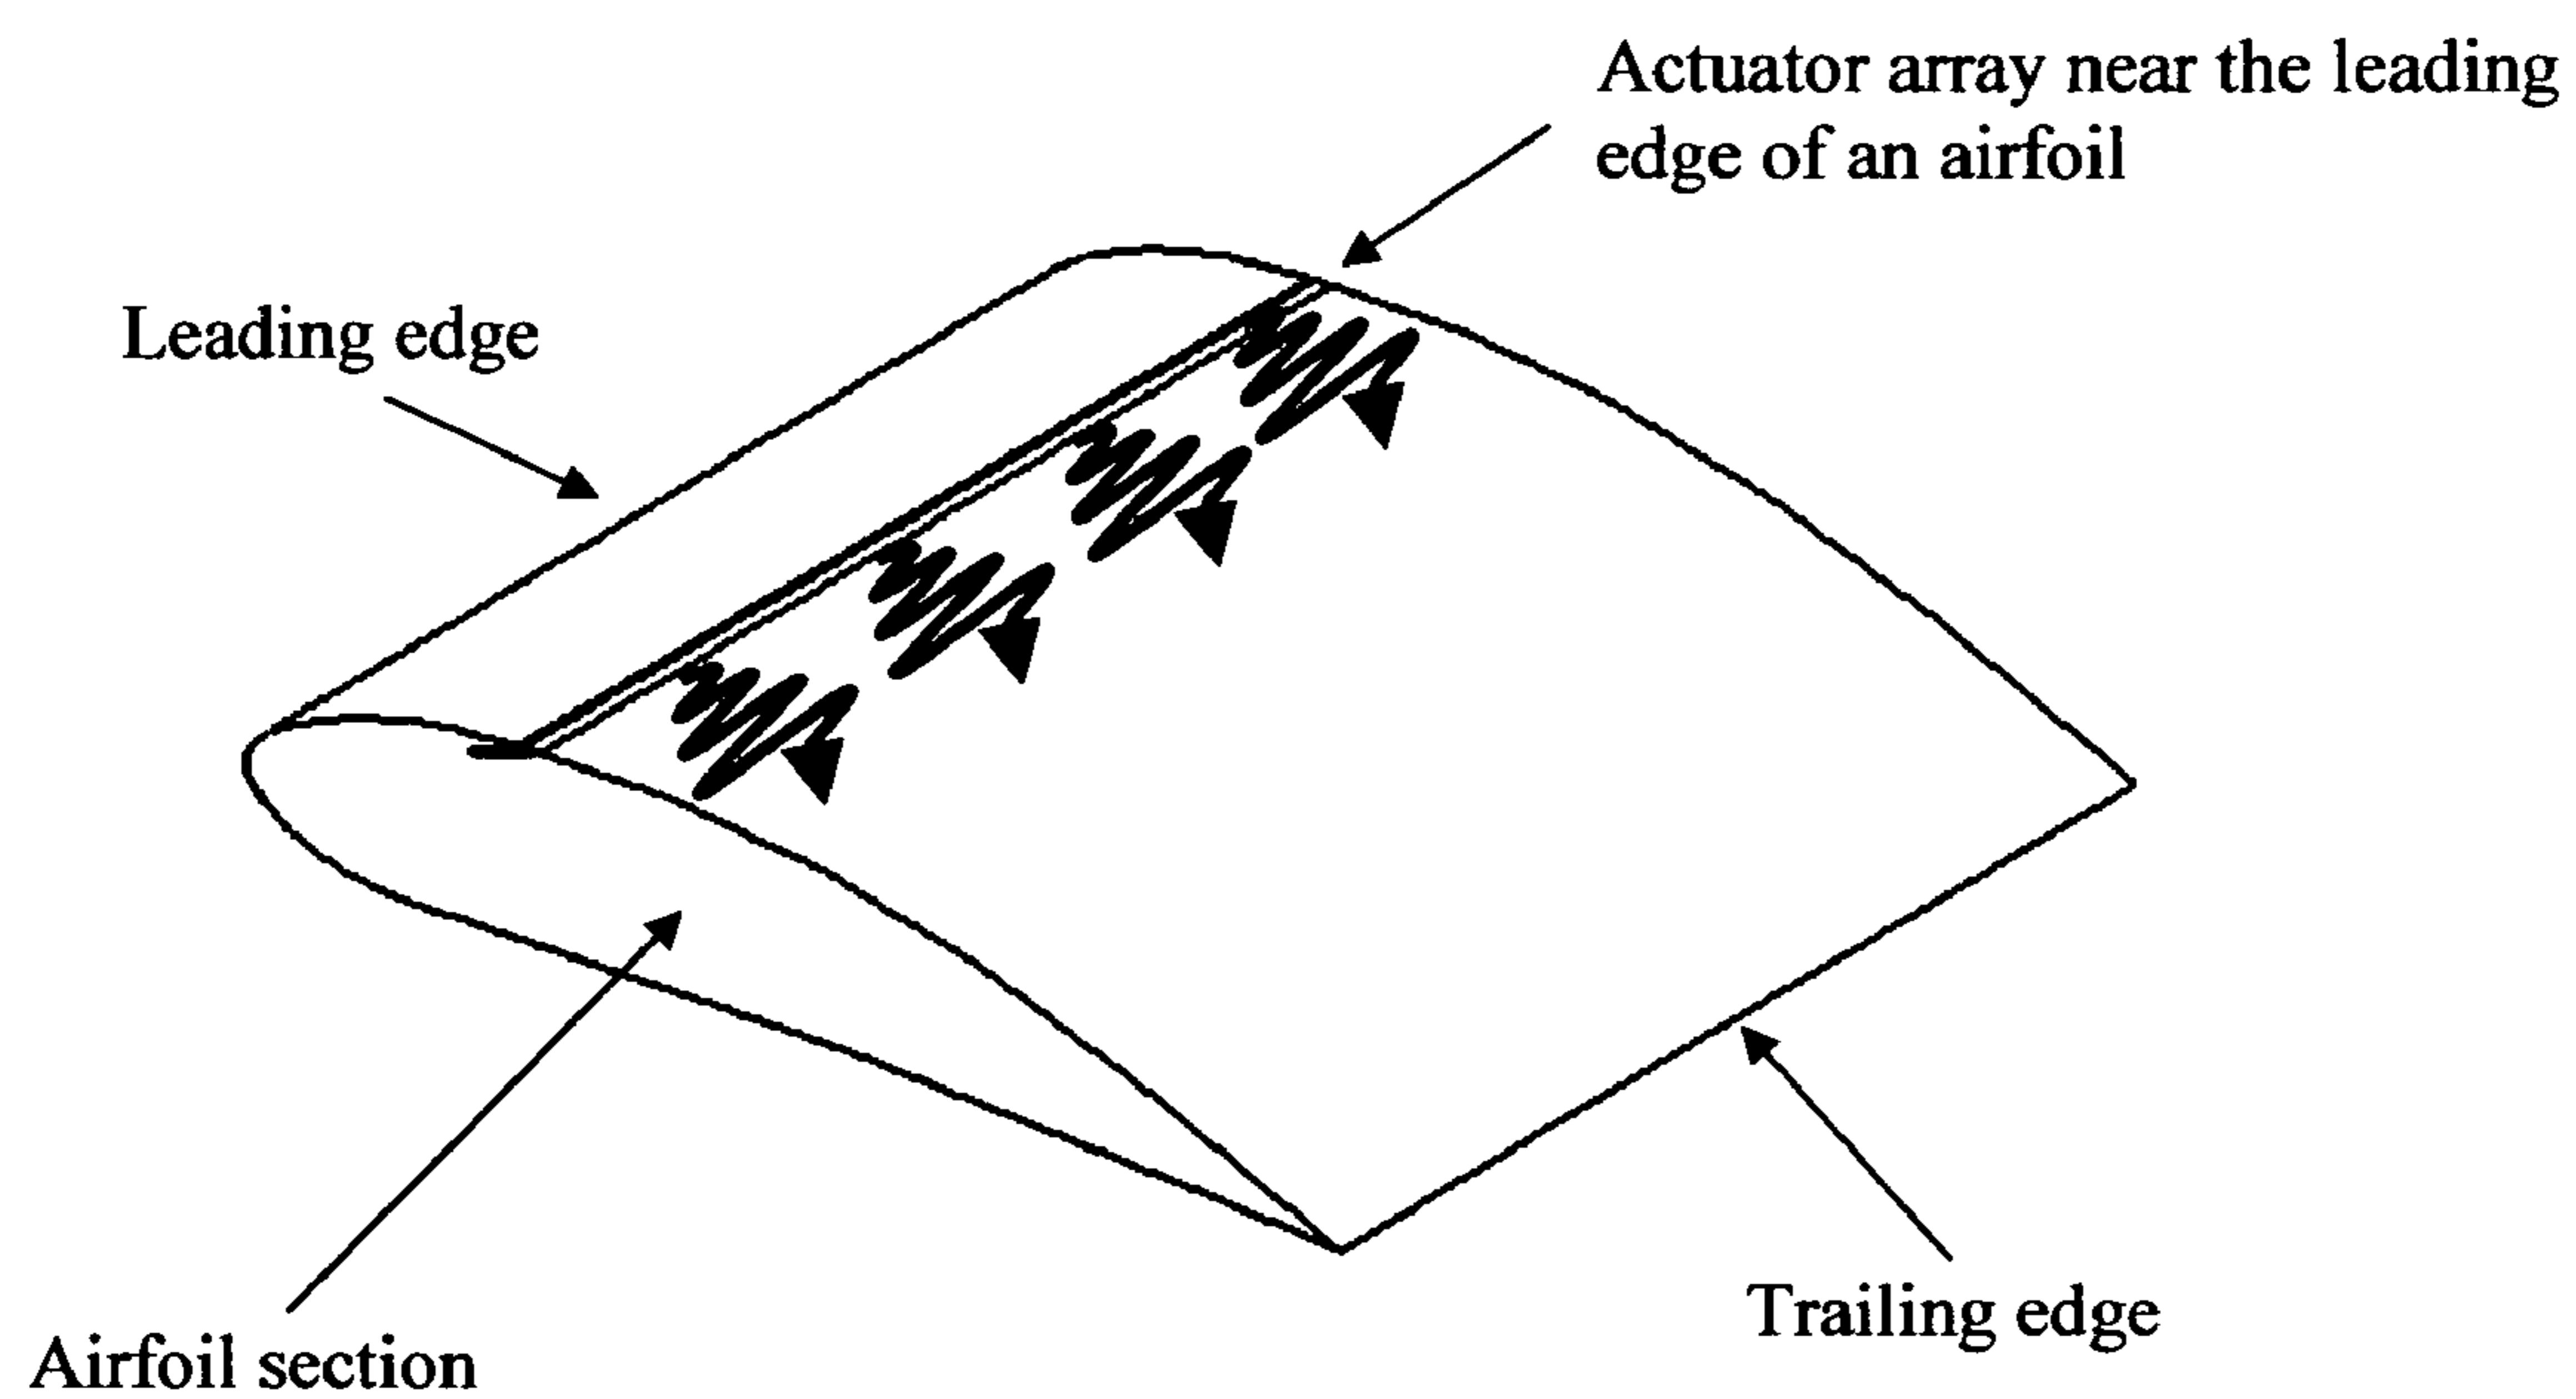 Actuator array near the leading
edge of an airfoil
Leading edge
Airfoil section
Trailing edge